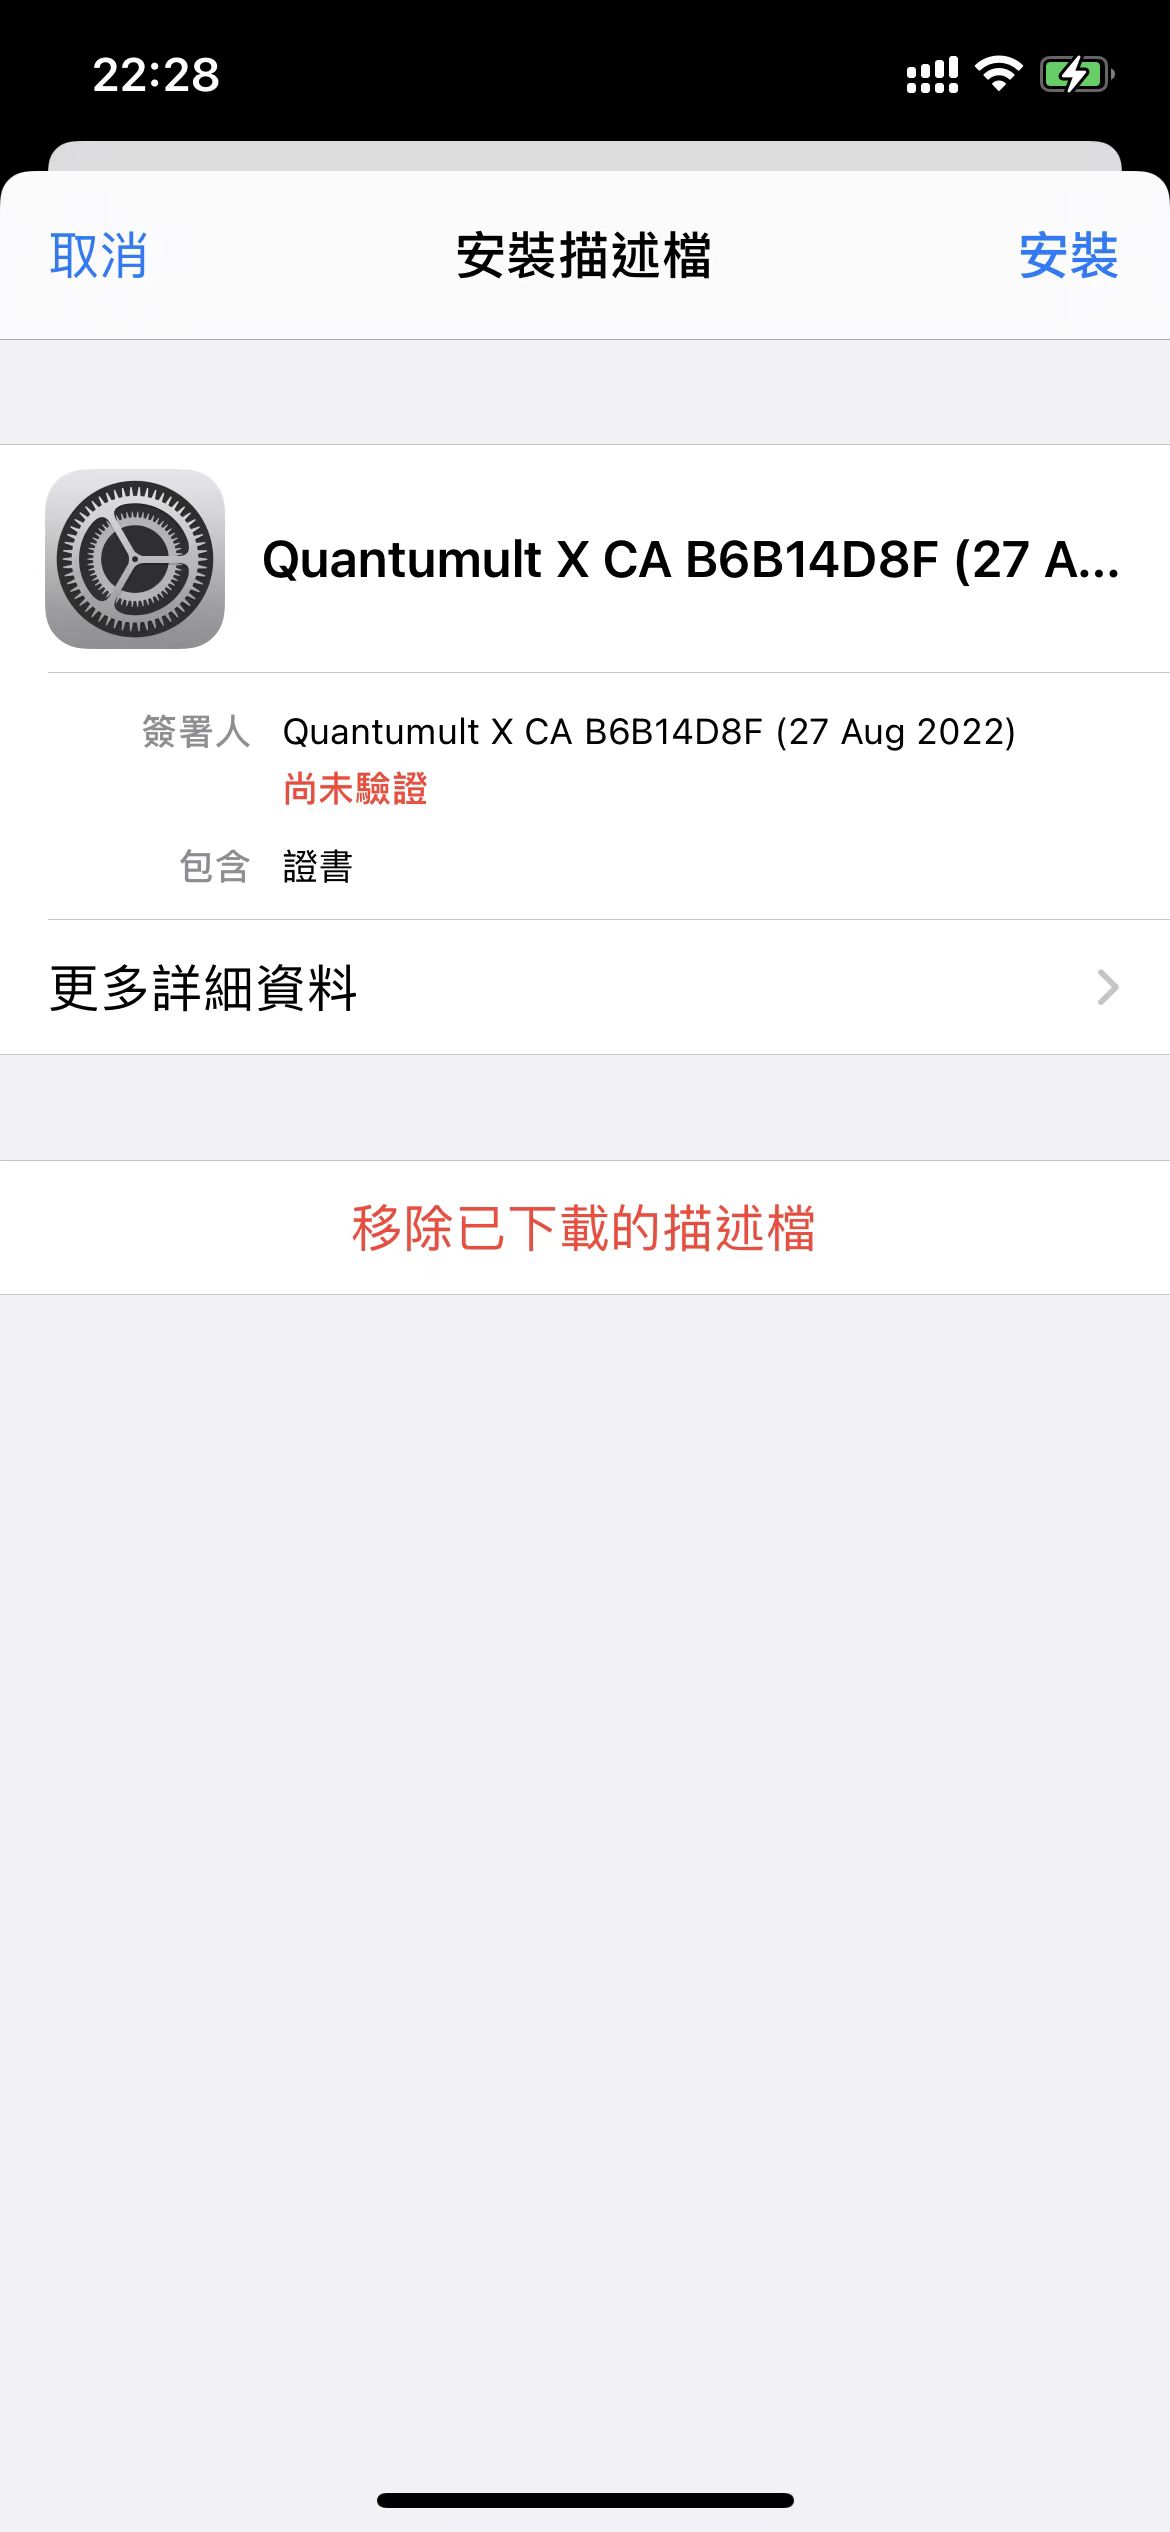 22:28
取消 安裝描述檔 安裝
Quantumult X CA B6B14D8F (27 A...
簽署人 Quantumult X CA B6B14D8F (27 Aug 2022)
尚未驗證
包含 證書
更多詳細資料
移除已下載的描述檔